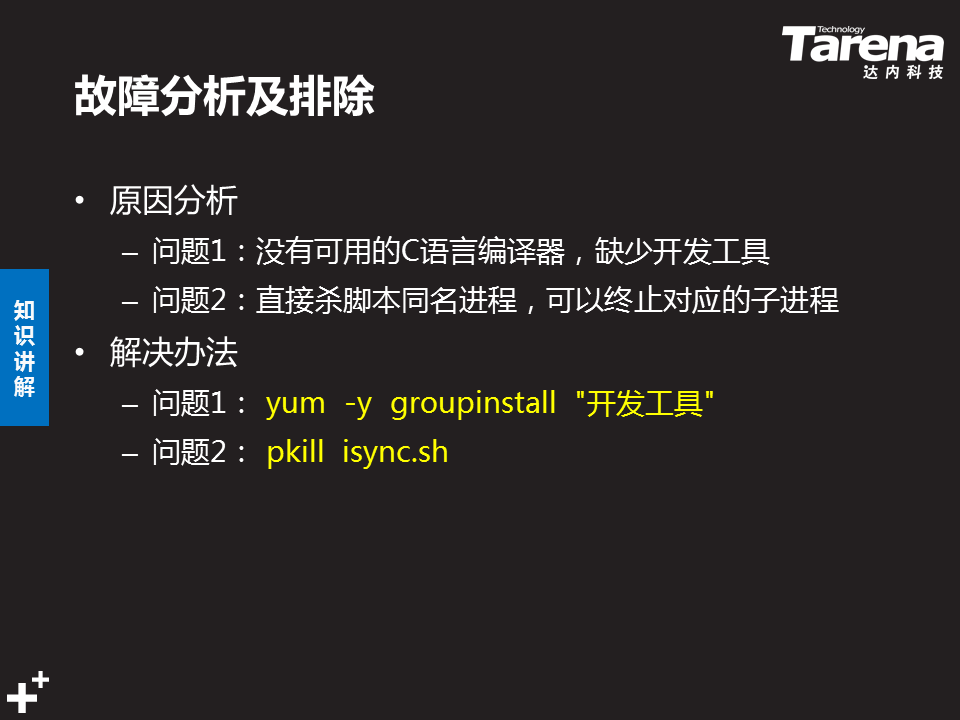 Technology
Tarena
达内科技
故障分析及排除
• 原因分析
– 问题1：没有可用的C语言编译器，缺少开发工具
– 问题2：直接杀脚本同名进程，可以终止对应的子进程
知识讲解
• 解决办法
– 问题1： yum -y groupinstall "开发工具"
– 问题2： pkill isync.sh